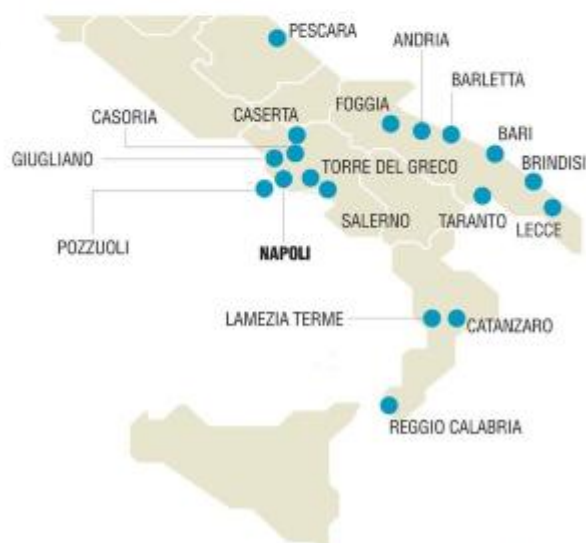 PESCARA
ANDRIA
BARLETTA
FOGGIA
CASERTA
CASORIA
BARI
GIUGLIANO
TORRE DEL GRECO
BRINDISI
SALERNO
TARANTO
LECCE
POZZUOLI
NAPOLI
LAMEZIA TERME
CATANZARO
REGGIO CALABRIA